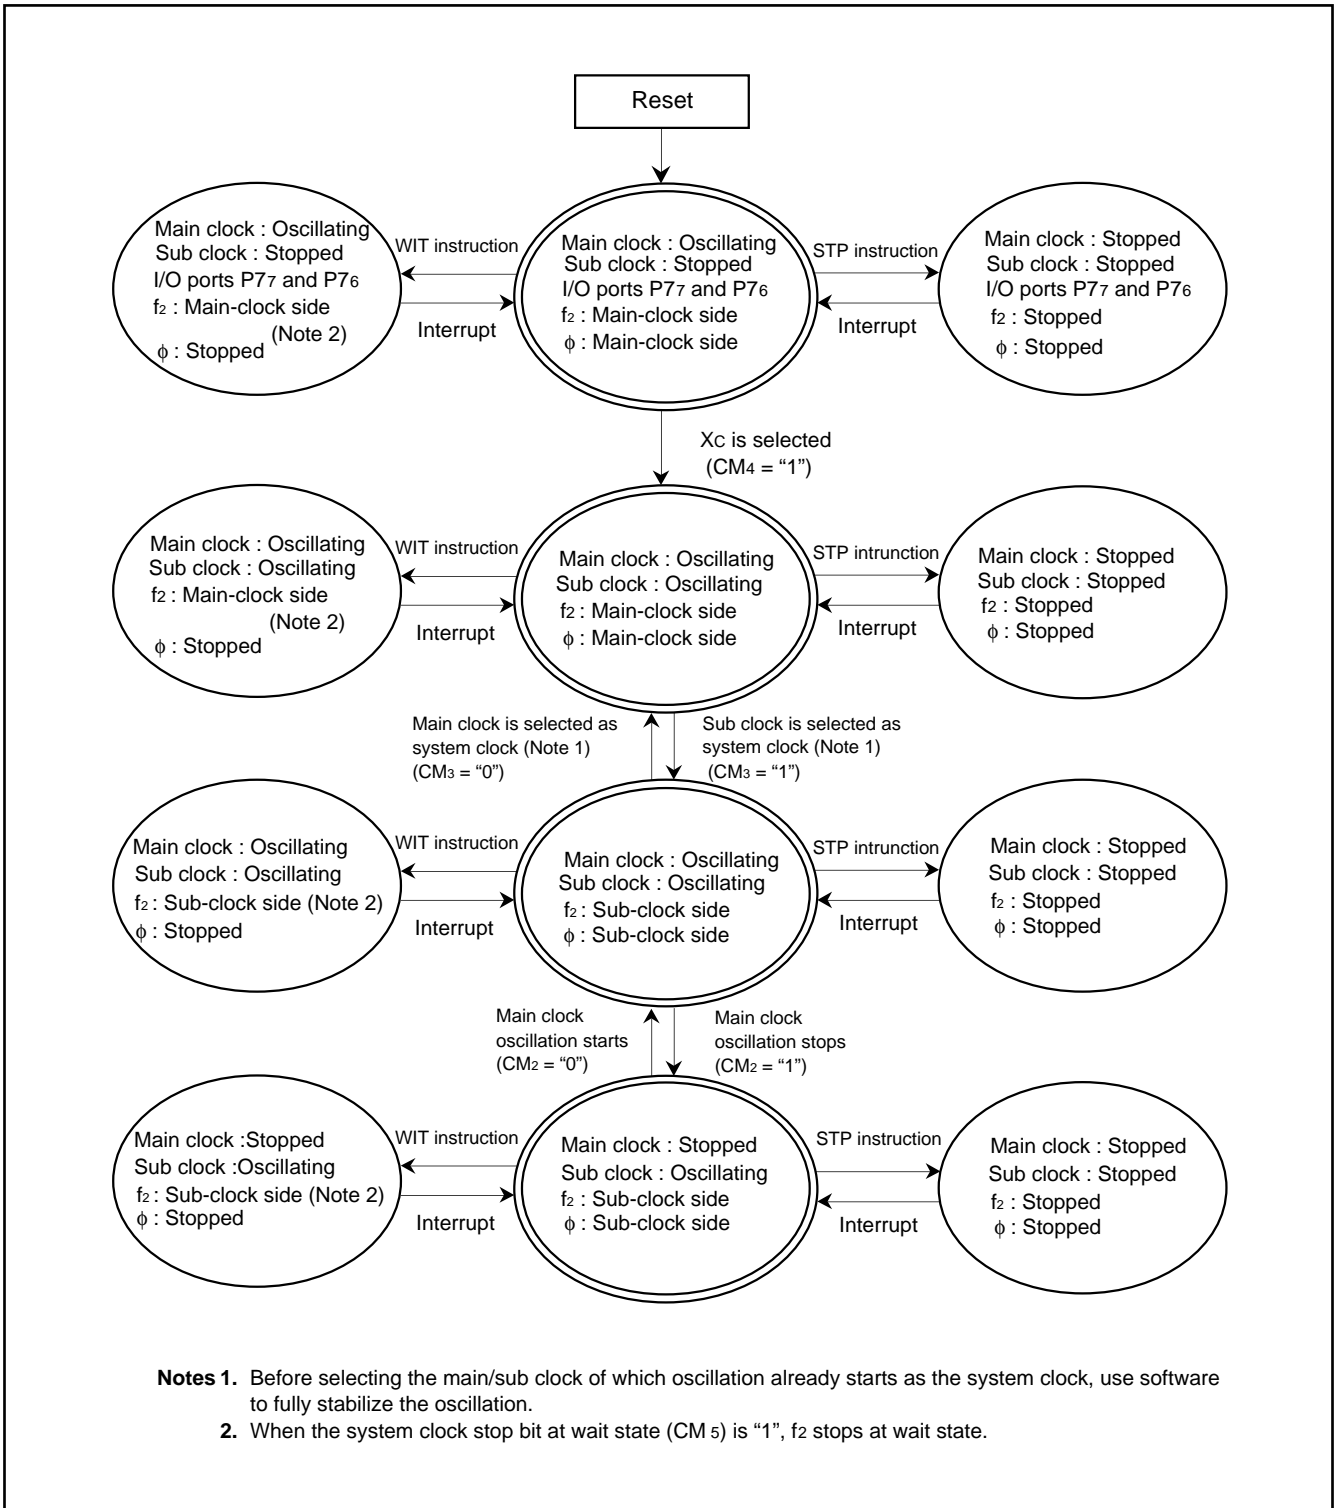 Reset
Main clock : Oscillating
Sub clock : Stopped
I/O ports P77 and P76
f2 : Main-clock side
(Note 2)
ϕ : Stopped
WIT instruction
Interrupt
Main clock : Oscillating
Sub clock : Stopped
I/O ports P77 and P76
f2 : Main-clock side
ϕ : Main-clock side
STP instruction
Interrupt
Main clock : Stopped
Sub clock : Stopped
I/O ports P77 and P76
f2 : Stopped
ϕ : Stopped
XC is selected
(CM4 = “1”)
Main clock : Oscillating
Sub clock : Oscillating
f2 : Main-clock side
(Note 2)
ϕ : Stopped
WIT instruction
Interrupt
Main clock : Oscillating
Sub clock : Oscillating
f2 : Main-clock side
ϕ : Main-clock side
STP intrunction
Interrupt
Main clock : Stopped
Sub clock : Stopped
f2 : Stopped
ϕ : Stopped
Main clock is selected as
system clock (Note 1)
(CM3 = “0”)
Sub clock is selected as
system clock (Note 1)
(CM3 = “1”)
Main clock : Oscillating
Sub clock : Oscillating
f2 : Sub-clock side (Note 2)
ϕ : Stopped
WIT instruction
Interrupt
Main clock : Oscillating
Sub clock : Oscillating
f2 : Sub-clock side
ϕ : Sub-clock side
STP intrunction
Interrupt
Main clock : Stopped
Sub clock : Stopped
f2 : Stopped
ϕ : Stopped
Main clock
oscillation starts
(CM2 = “0”)
Main clock
oscillation stops
(CM2 = “1”)
Main clock :Stopped
Sub clock :Oscillating
f2 : Sub-clock side (Note 2)
ϕ : Stopped
WIT instruction
Interrupt
Main clock : Stopped
Sub clock : Oscillating
f2 : Sub-clock side
ϕ : Sub-clock side
STP instruction
Interrupt
Main clock : Stopped
Sub clock : Stopped
f2 : Stopped
ϕ : Stopped
Notes 1. Before selecting the main/sub clock of which oscillation already starts as the system clock, use software
to fully stabilize the oscillation.
2. When the system clock stop bit at wait state (CM 5) is “1”, f2 stops at wait state.